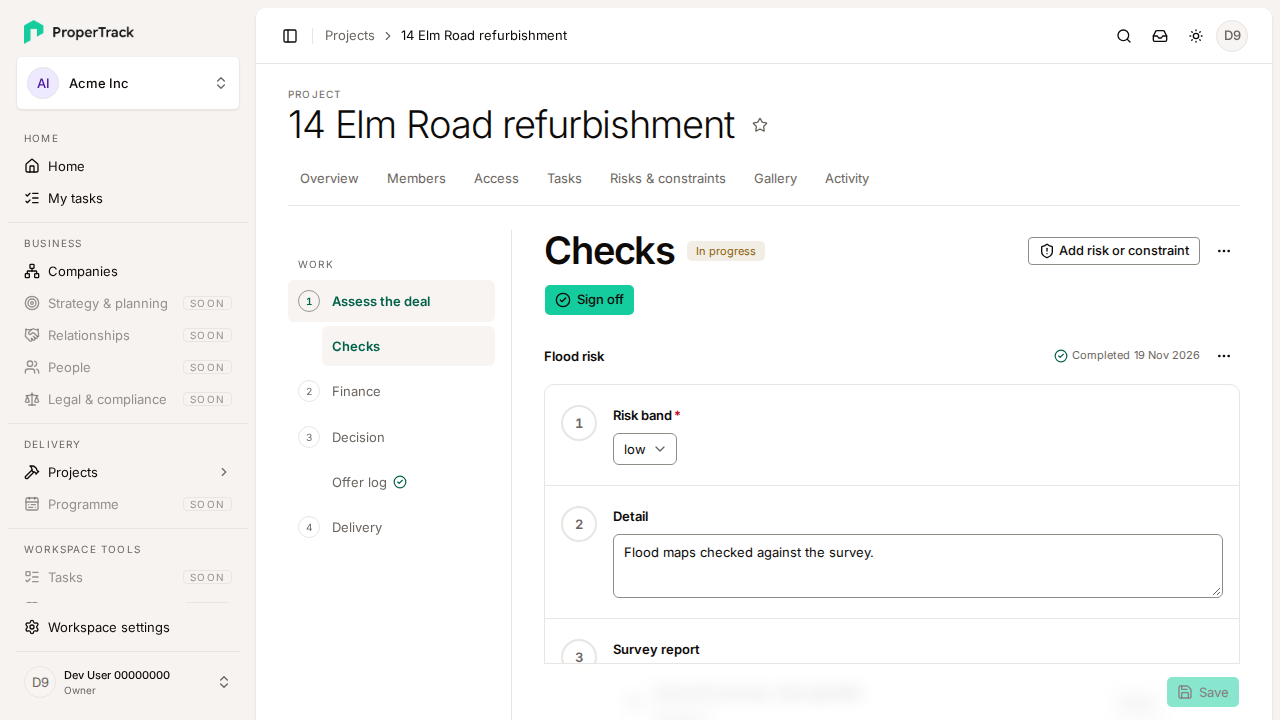 ProperTrack
AI Acme Inc
HOME
Home
My tasks
BUSINESS
Companies
Strategy & planning SOON
Relationships SOON
People SOON
Legal & compliance SOON
DELIVERY
Projects
Programme SOON
WORKSPACE TOOLS
Tasks SOON
Workspace settings
D9 Dev User 00000000
Owner
Projects 14 Elm Road refurbishment D9
PROJECT
14 Elm Road refurbishment
Overview Members Access Tasks Risks & constraints Gallery Activity
WORK
1 Assess the deal
Checks
2 Finance
3 Decision
Offer log
4 Delivery
Checks In progress Add risk or constraint
Sign off
Flood risk Completed 19 Nov 2026
1 Risk band *
low
2 Detail
Flood maps checked against the survey.
3 Survey report
Save